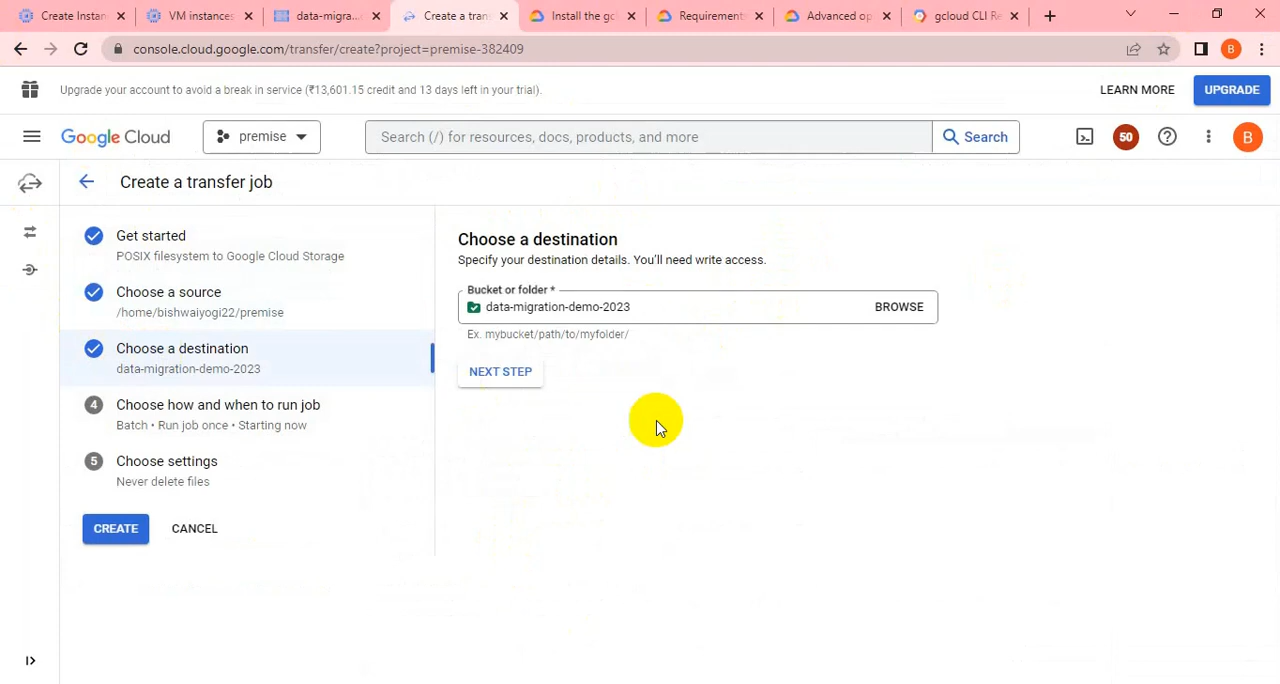 Create Instan
VM instances
data-migra
Create a trans
Install the gcl
Requirement
Advanced op
gcloud CLI Re
console.cloud.google.com/transfer/create?project=premise-382409
B
Upgrade your account to avoid a break in service (₹13,601.15 credit and 13 days left in your trial).
LEARN MORE
UPGRADE
Google Cloud
premise
Search (/) for resources, docs, products, and more
Search
50
B
Create a transfer job
Get started
POSIX filesystem to Google Cloud Storage
Choose a source
/home/bishwaiyogi22/premise
Choose a destination
data-migration-demo-2023
4 Choose how and when to run job
Batch • Run job once • Starting now
5 Choose settings
Never delete files
CREATE
CANCEL
Choose a destination
Specify your destination details. You'll need write access.
Bucket or folder *
data-migration-demo-2023
BROWSE
Ex. mybucket/path/to/myfolder/
NEXT STEP